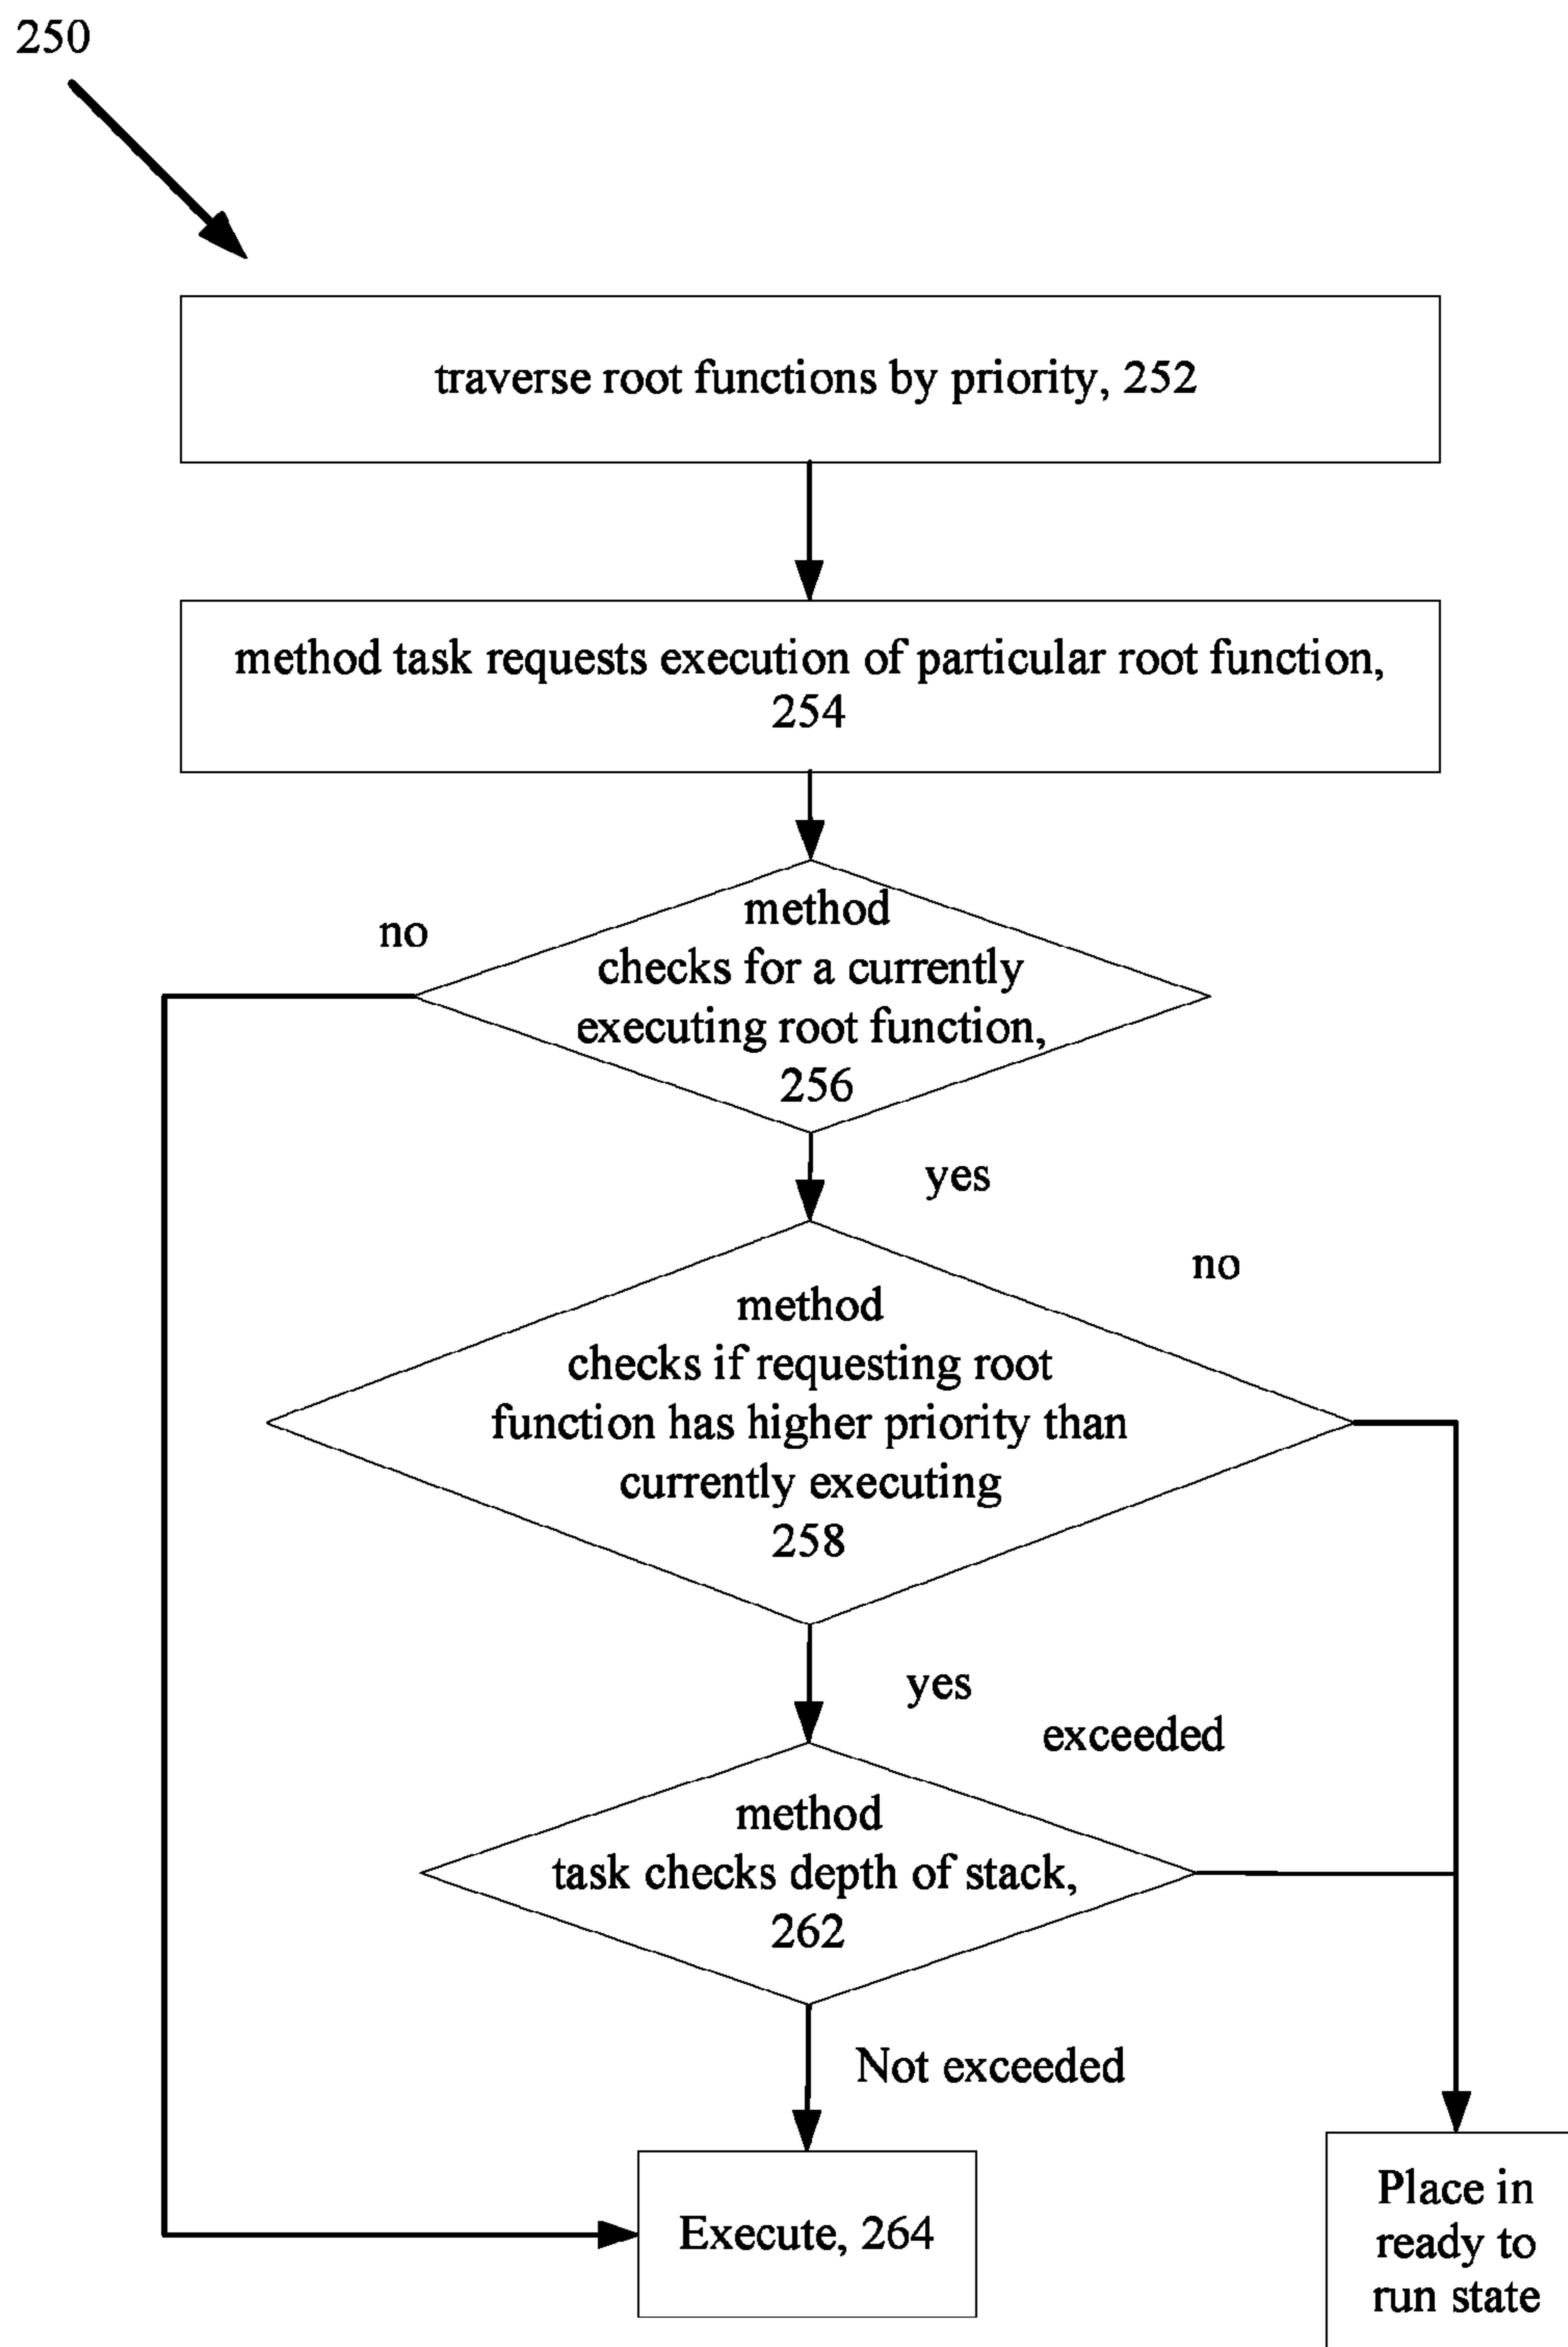 250
traverse root functions by priority, 252
method task requests execution of particular root function,
254
method
checks for a currently
executing root function,
256
no
yes
method
checks if requesting root
function has higher priority than
currently executing
258
no
yes
exceeded
method
task checks depth of stack,
262
Not exceeded
Execute, 264
Place in
ready to
run state